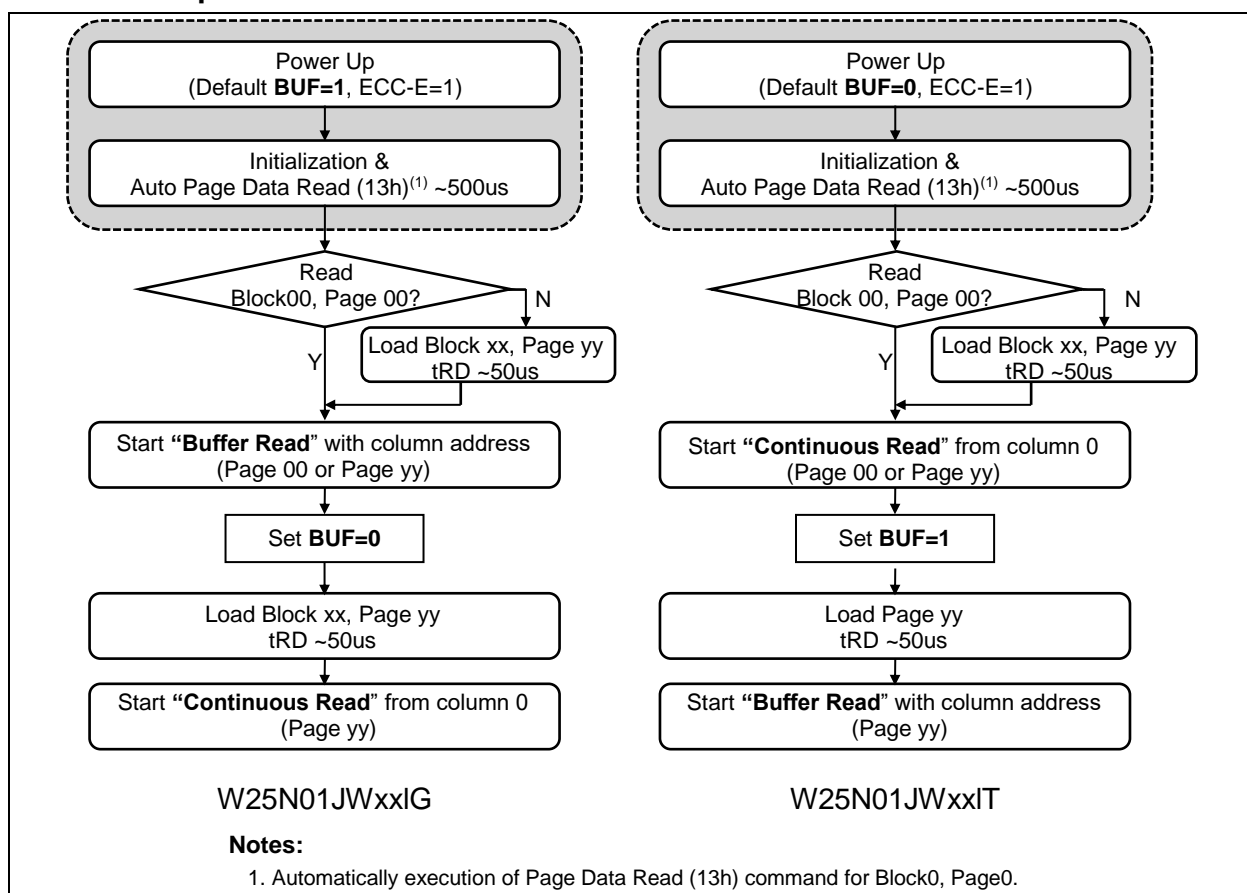 Power Up
(Default BUF=1, ECC-E=1)
Initialization &
Auto Page Data Read (13h)(1) ~500us
Read
Block00, Page 00?
N
Load Block xx, Page yy
tRD ~50us
Y
Start “Buffer Read” with column address
(Page 00 or Page yy)
Set BUF=0
Load Block xx, Page yy
tRD ~50us
Start “Continuous Read” from column 0
(Page yy)
W25N01JWxxIG
Power Up
(Default BUF=0, ECC-E=1)
Initialization &
Auto Page Data Read (13h)(1) ~500us
Read
Block 00, Page 00?
N
Load Block xx, Page yy
tRD ~50us
Y
Start “Continuous Read” from column 0
(Page 00 or Page yy)
Set BUF=1
Load Page yy
tRD ~50us
Start “Buffer Read” with column address
(Page yy)
W25N01JWxxIT
Notes:
1. Automatically execution of Page Data Read (13h) command for Block0, Page0.